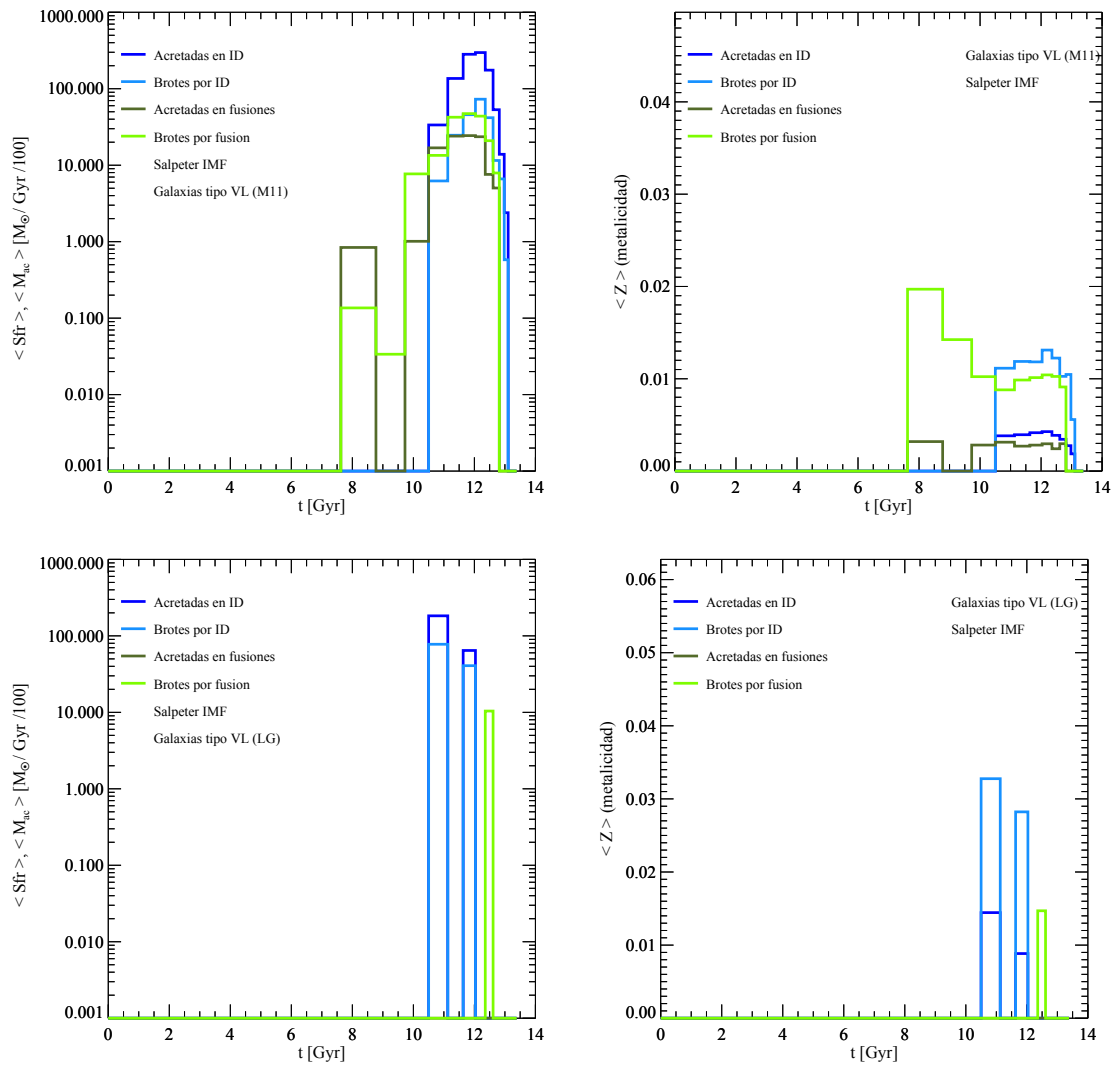 1000.000
100.000
10.000
1.000
0.100
0.010
0.001
< Sfr >, < M_ac > [M_⊙/ Gyr /100]
Acretadas en ID
Brotes por ID
Acretadas en fusiones
Brotes por fusion
Salpeter IMF
Galaxias tipo VL (M11)
0 2 4 6 8 10 12 14
t [Gyr]
0.04
0.03
0.02
0.01
0.00
< Z > (metalicidad)
Acretadas en ID
Brotes por ID
Acretadas en fusiones
Brotes por fusion
Galaxias tipo VL (M11)
Salpeter IMF
0 2 4 6 8 10 12 14
t [Gyr]
1000.000
100.000
10.000
1.000
0.100
0.010
0.001
< Sfr >, < M_ac > [M_⊙/ Gyr /100]
Acretadas en ID
Brotes por ID
Acretadas en fusiones
Brotes por fusion
Salpeter IMF
Galaxias tipo VL (LG)
0 2 4 6 8 10 12 14
t [Gyr]
0.06
0.05
0.04
0.03
0.02
0.01
0.00
< Z > (metalicidad)
Acretadas en ID
Brotes por ID
Acretadas en fusiones
Brotes por fusion
Galaxias tipo VL (LG)
Salpeter IMF
0 2 4 6 8 10 12 14
t [Gyr]